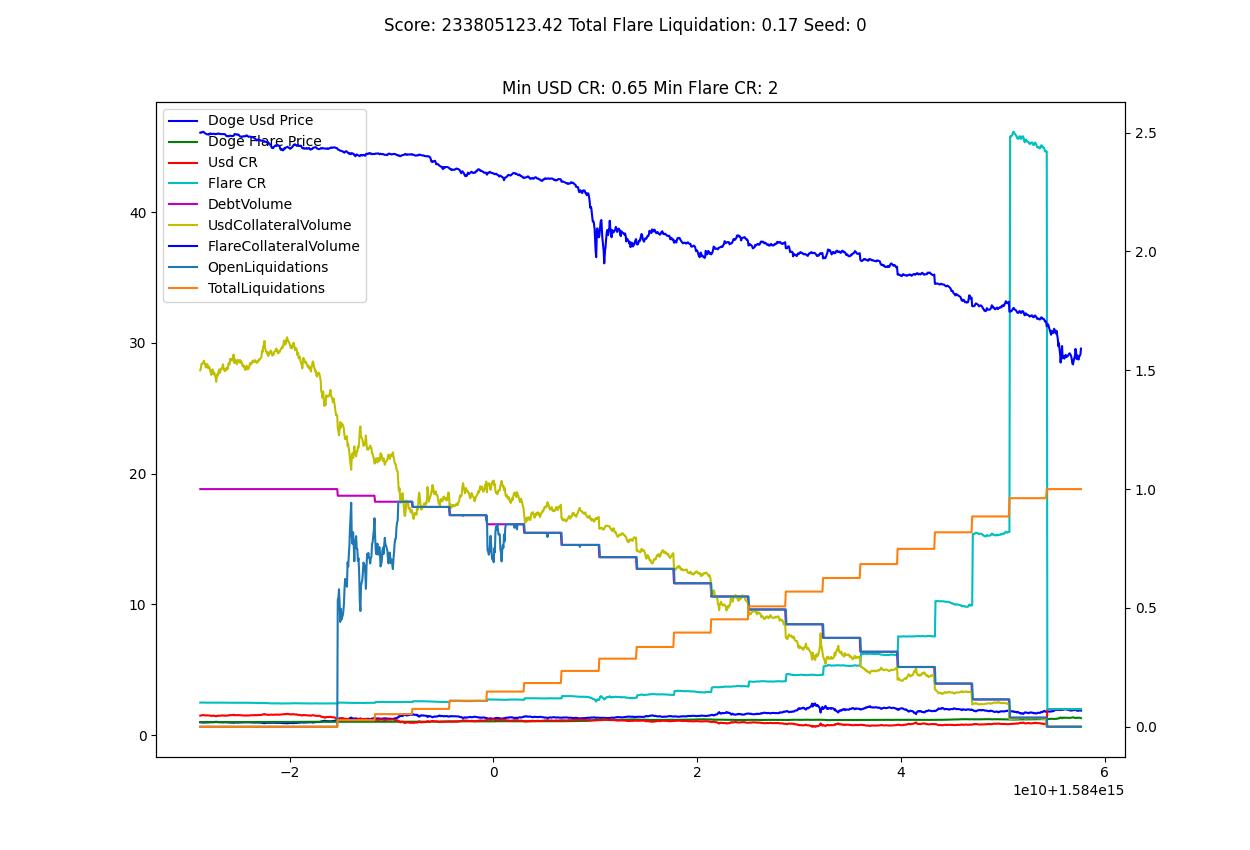 Score: 233805123.42 Total Flare Liquidation: 0.17 Seed: 0
Min USD CR: 0.65 Min Flare CR: 2
Doge Usd Price
Doge Flare Price
Usd CR
Flare CR
DebtVolume
UsdCollateralVolume
FlareCollateralVolume
OpenLiquidations
TotalLiquidations
40
30
20
10
0
2.5
2.0
1.5
1.0
0.5
0.0
−2
0
2
4
6
1e10+1.584e15